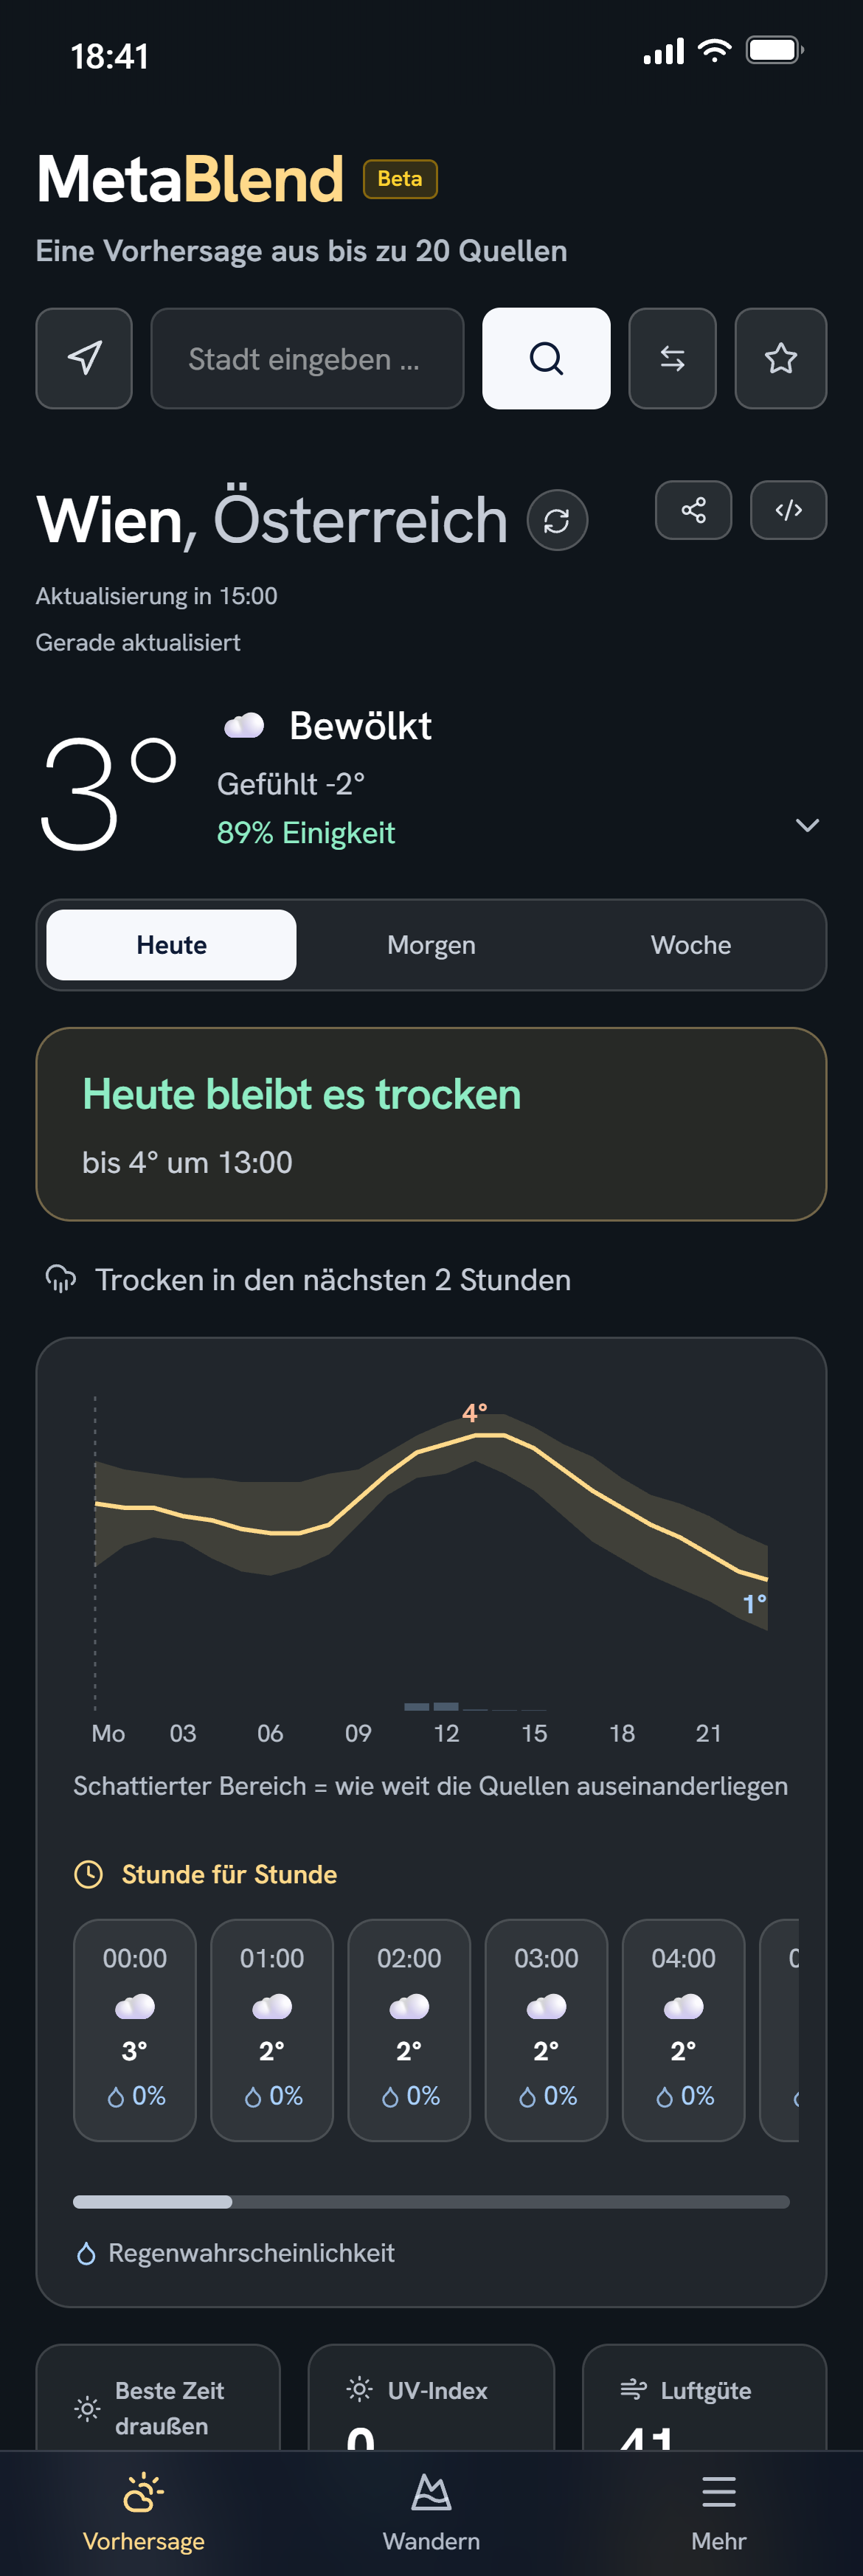 18:41
MetaBlend Beta
Eine Vorhersage aus bis zu 20 Quellen
Stadt eingeben ...
Wien, Österreich
Aktualisierung in 15:00
Gerade aktualisiert
3°
Bewölkt
Gefühlt -2°
89% Einigkeit
Heute Morgen Woche
Heute bleibt es trocken
bis 4° um 13:00
Trocken in den nächsten 2 Stunden
4°
1°
Mo 03 06 09 12 15 18 21
Schattierter Bereich = wie weit die Quellen auseinanderliegen
Stunde für Stunde
00:00 01:00 02:00 03:00 04:00 0
3° 2° 2° 2° 2°
0% 0% 0% 0% 0%
Regenwahrscheinlichkeit
Beste Zeit draußen
UV-Index
0
Luftgüte
41
Vorhersage Wandern Mehr